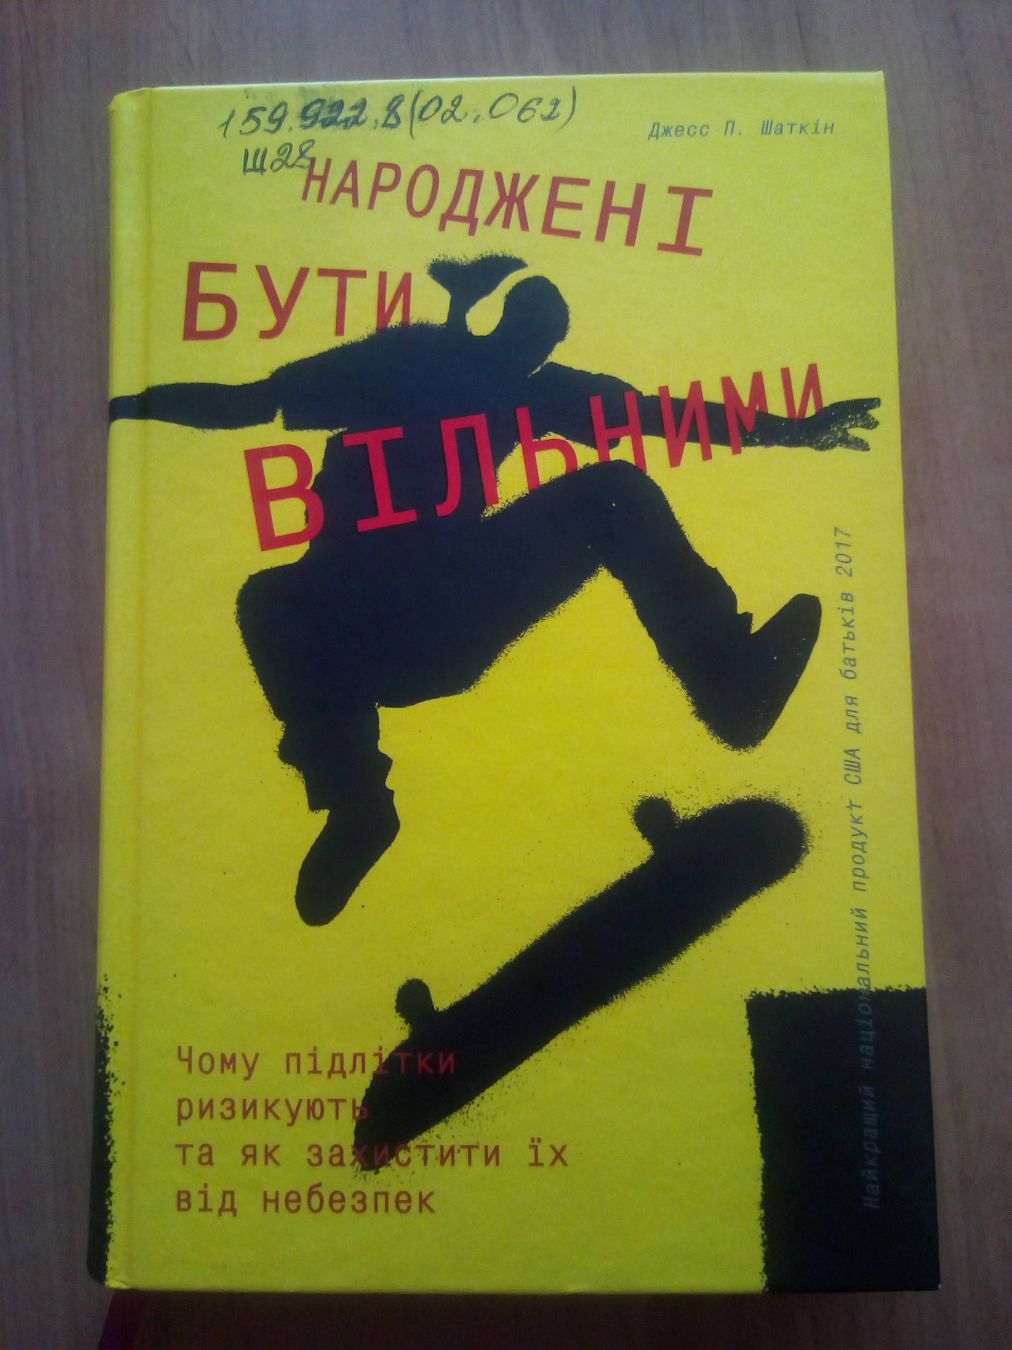 159.922.8(02.062)
Ш28
Джесс П. Шаткін
НАРОДЖЕНІ
БУТИ
ВІЛЬНИМИ
Найкращий національний продукт США для батьків 2017
Чому підлітки
ризикують
та як захистити їх
від небезпек